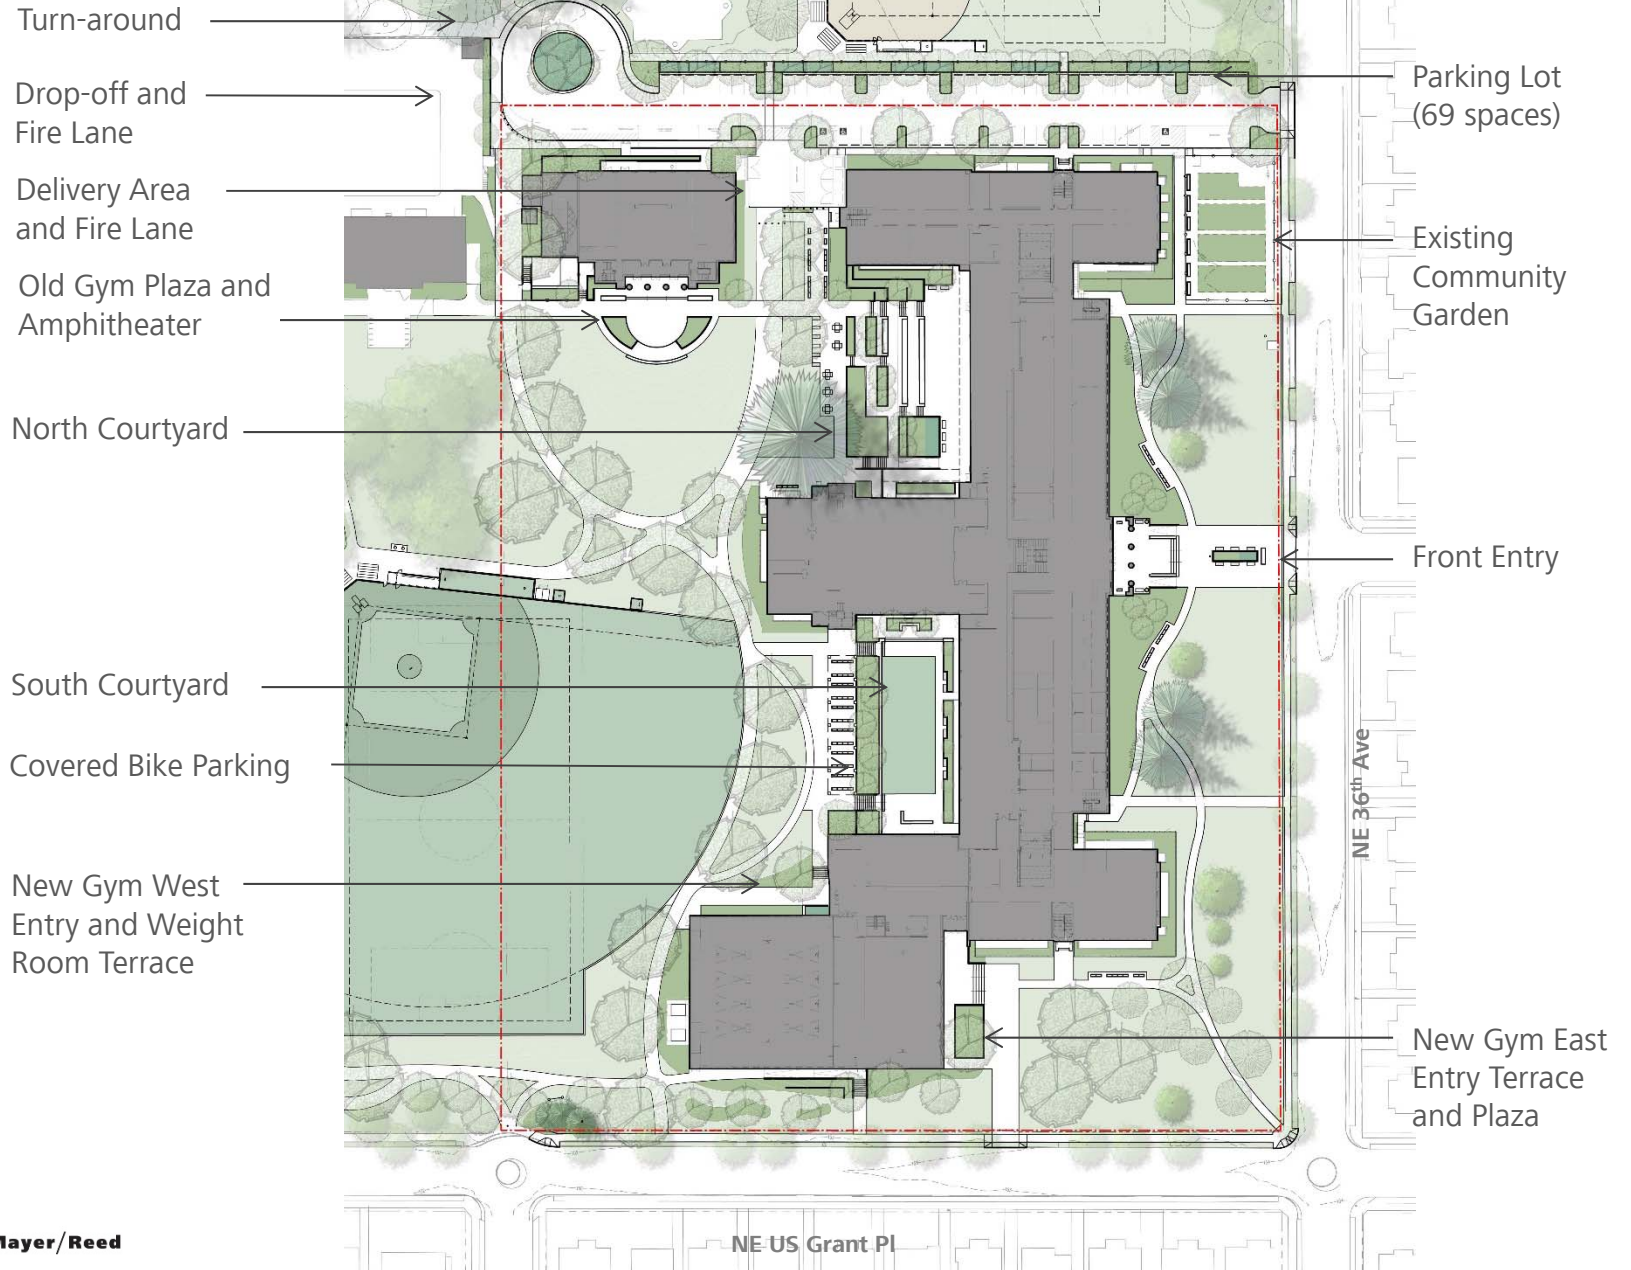 Turn-around
Drop-off and
Fire Lane
Delivery Area
and Fire Lane
Old Gym Plaza and
Amphitheater
North Courtyard
South Courtyard
Covered Bike Parking
New Gym West
Entry and Weight
Room Terrace
Parking Lot
(69 spaces)
Existing
Community
Garden
Front Entry
NE 36th Ave
New Gym East
Entry Terrace
and Plaza
Mayer/Reed
NE US Grant Pl